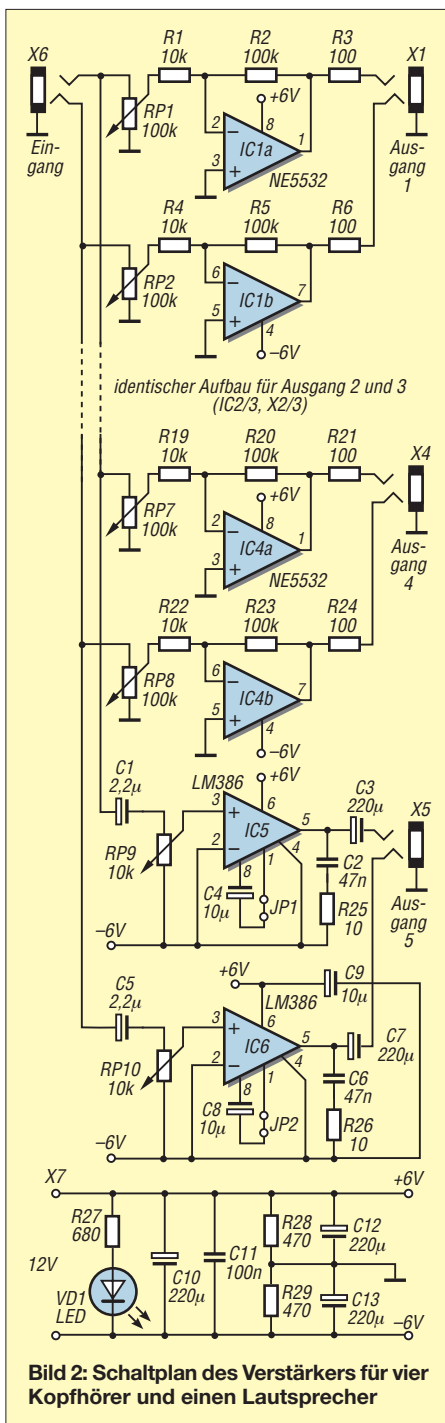 X6
R1
10k
R2
100k
R3
100
X1
+6V
RP1
100k
2
8
3
1
IC1a
NE5532
Ein-
gang
Aus-
gang
1
R4
10k
R5
100k
R6
100
RP2
100k
6
5
7
IC1b
4
–6V
identischer Aufbau für Ausgang 2 und 3
(IC2/3, X2/3)
R19
10k
R20
100k
R21
100
X4
+6V
RP7
100k
2
8
3
1
IC4a
NE5532
Aus-
gang
4
R22
10k
R23
100k
R24
100
RP8
100k
6
5
7
IC4b
4
–6V
+6V
C1
2,2µ
LM386
3
6
2
5
IC5
4
8
1
C3
220µ
X5
RP9
10k
C4
10µ
JP1
C2
47n
R25
10
Aus-
gang
5
–6V
+6V
C9
10µ
C5
2,2µ
LM386
3
6
2
5
IC6
4
8
1
C7
220µ
RP10
10k
C8
10µ
JP2
C6
47n
R26
10
–6V
X7
+6V
R27
680
12V
VD1
LED
C10
220µ
C11
100n
R28
470
R29
470
C12
220µ
C13
220µ
–6V
Bild 2: Schaltplan des Verstärkers für vier
Kopfhörer und einen Lautsprecher